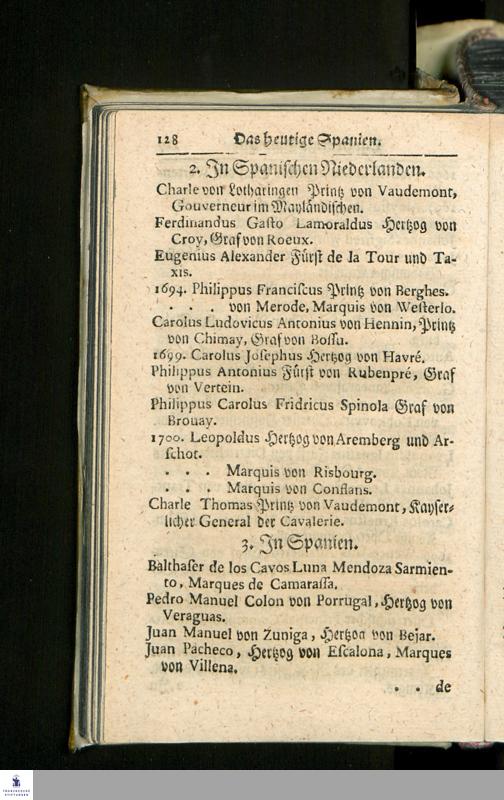 128 Das heutige Spanien.
2. In Spanischen Niederlanden.
Charle von Lotharingen Printz von Vaudemont,
Gouverneur im Mayländischen.
Ferdinandus Gasto Lamoraldus Hertzog von
Croy, Graf von Roeux.
Eugenius Alexander Fürst de la Tour und Ta-
xis.
1694. Philippus Franciscus Printz von Berghes.
. . . von Merode, Marquis von Westerlo.
Carolus Ludovicus Antonius von Hennin, Printz
von Chimay, Graf von Bossu.
1699. Carolus Josephus Hertzog von Havré.
Philippus Antonius Fürst von Rubenpré, Graf
von Vertein.
Philippus Carolus Fridricus Spinola Graf von
Brouay.
1700. Leopoldus Hertzog von Aremberg und Ar-
schot.
. . . Marquis von Risbourg.
. . . Marquis von Conflans.
Charle Thomas Printz von Vaudemont, Kayser-
licher General der Cavalerie.
3. In Spanien.
Balthaser de los Cavos Luna Mendoza Sarmien-
to, Marques de Camarassa.
Pedro Manuel Colon von Porrugal, Hertzog von
Veraguas.
Juan Manuel von Zuniga, Hertzog von Bejar.
Juan Pacheco, Hertzog von Escalona, Marques
von Villena.
. . de
FRANCKESCHE STIFTUNGEN